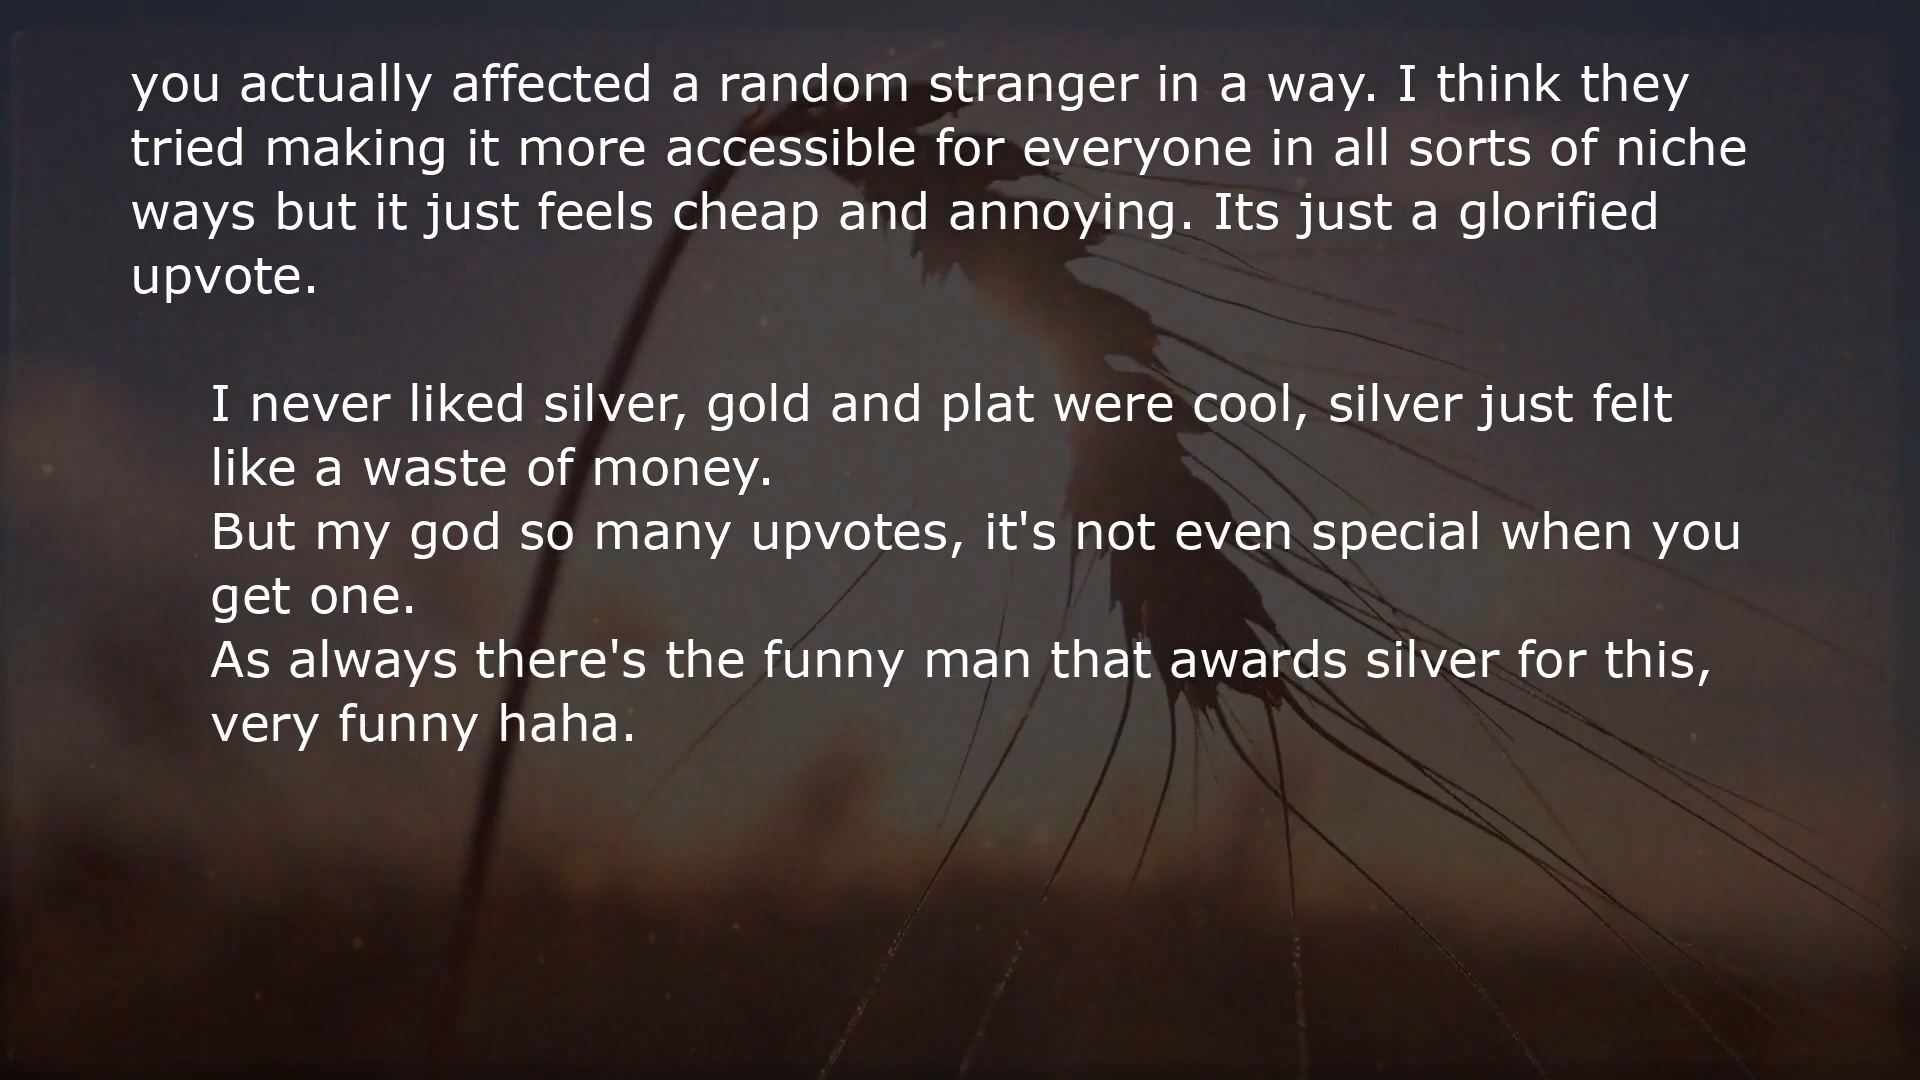 you actually affected a random stranger in a way. I think they
tried making it more accessible for everyone in all sorts of niche
ways but it just feels cheap and annoying. Its just a glorified
upvote.
I never liked silver, gold and plat were cool, silver just felt
like a waste of money.
But my god so many upvotes, it's not even special when you
get one.
As always there's the funny man that awards silver for this,
very funny haha.